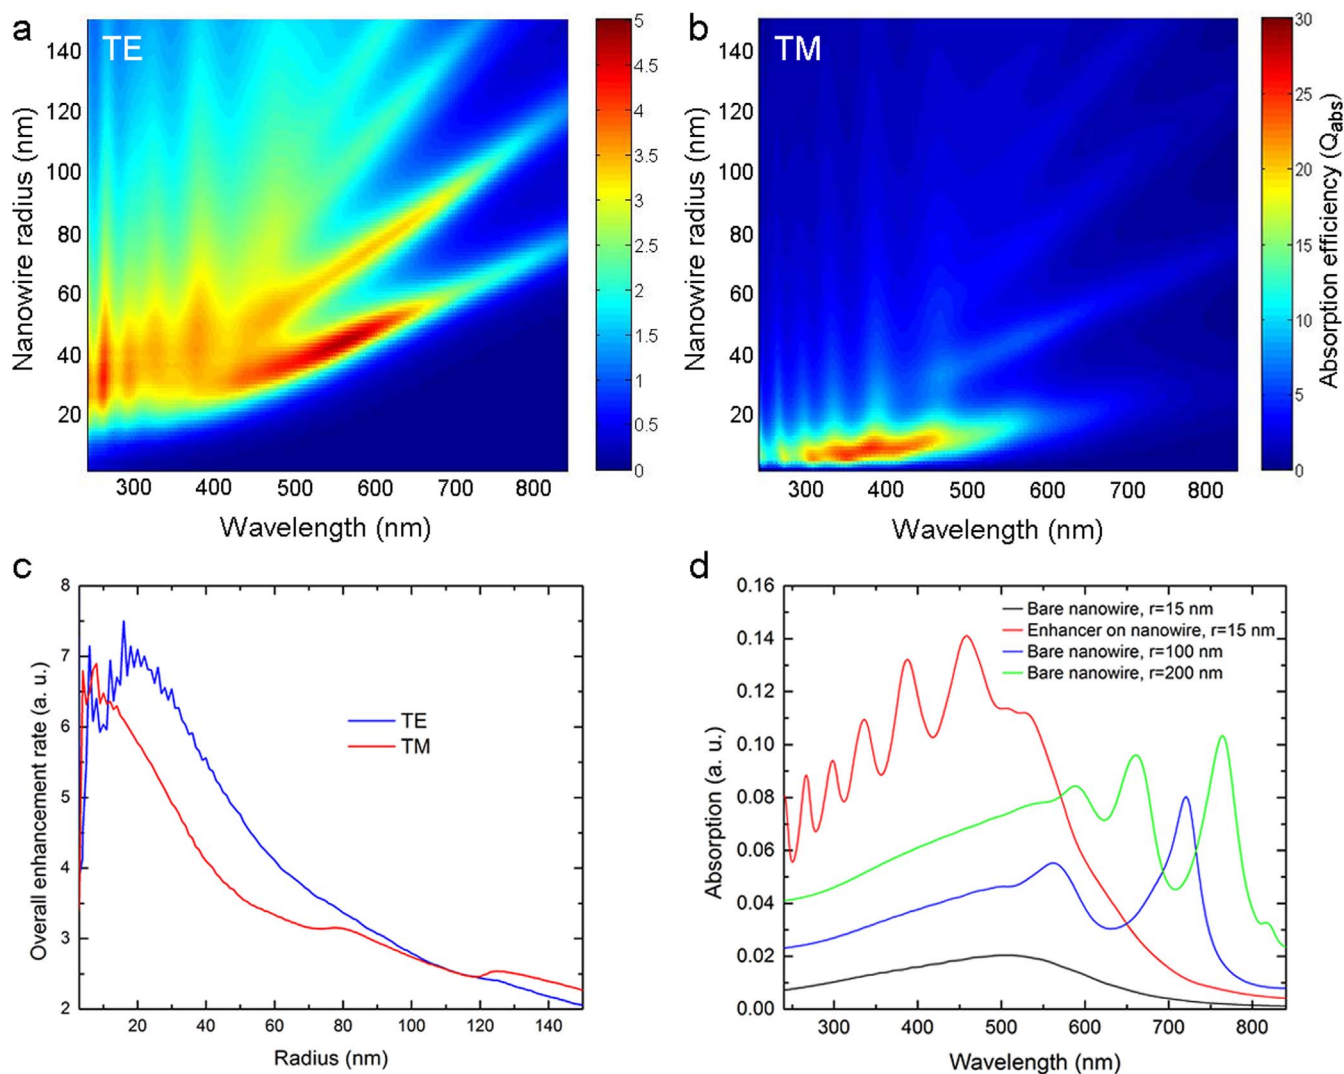 a
TE
Nanowire radius (nm)
140
120
100
80
60
40
20
300 400 500 600 700 800
Wavelength (nm)
5
4.5
4
3.5
3
2.5
2
1.5
1
0.5
0
b
TM
Nanowire radius (nm)
140
120
100
80
60
40
20
300 400 500 600 700 800
Wavelength (nm)
30
25
20
15
10
5
0
Absorption efficiency (Qabs)
c
Overall enhancement rate (a. u.)
8
7
6
5
4
3
2
TE
TM
20 40 60 80 100 120 140
Radius (nm)
d
Absorption (a. u.)
0.16
0.14
0.12
0.10
0.08
0.06
0.04
0.02
0.00
Bare nanowire, r=15 nm
Enhancer on nanowire, r=15 nm
Bare nanowire, r=100 nm
Bare nanowire, r=200 nm
300 400 500 600 700 800
Wavelength (nm)